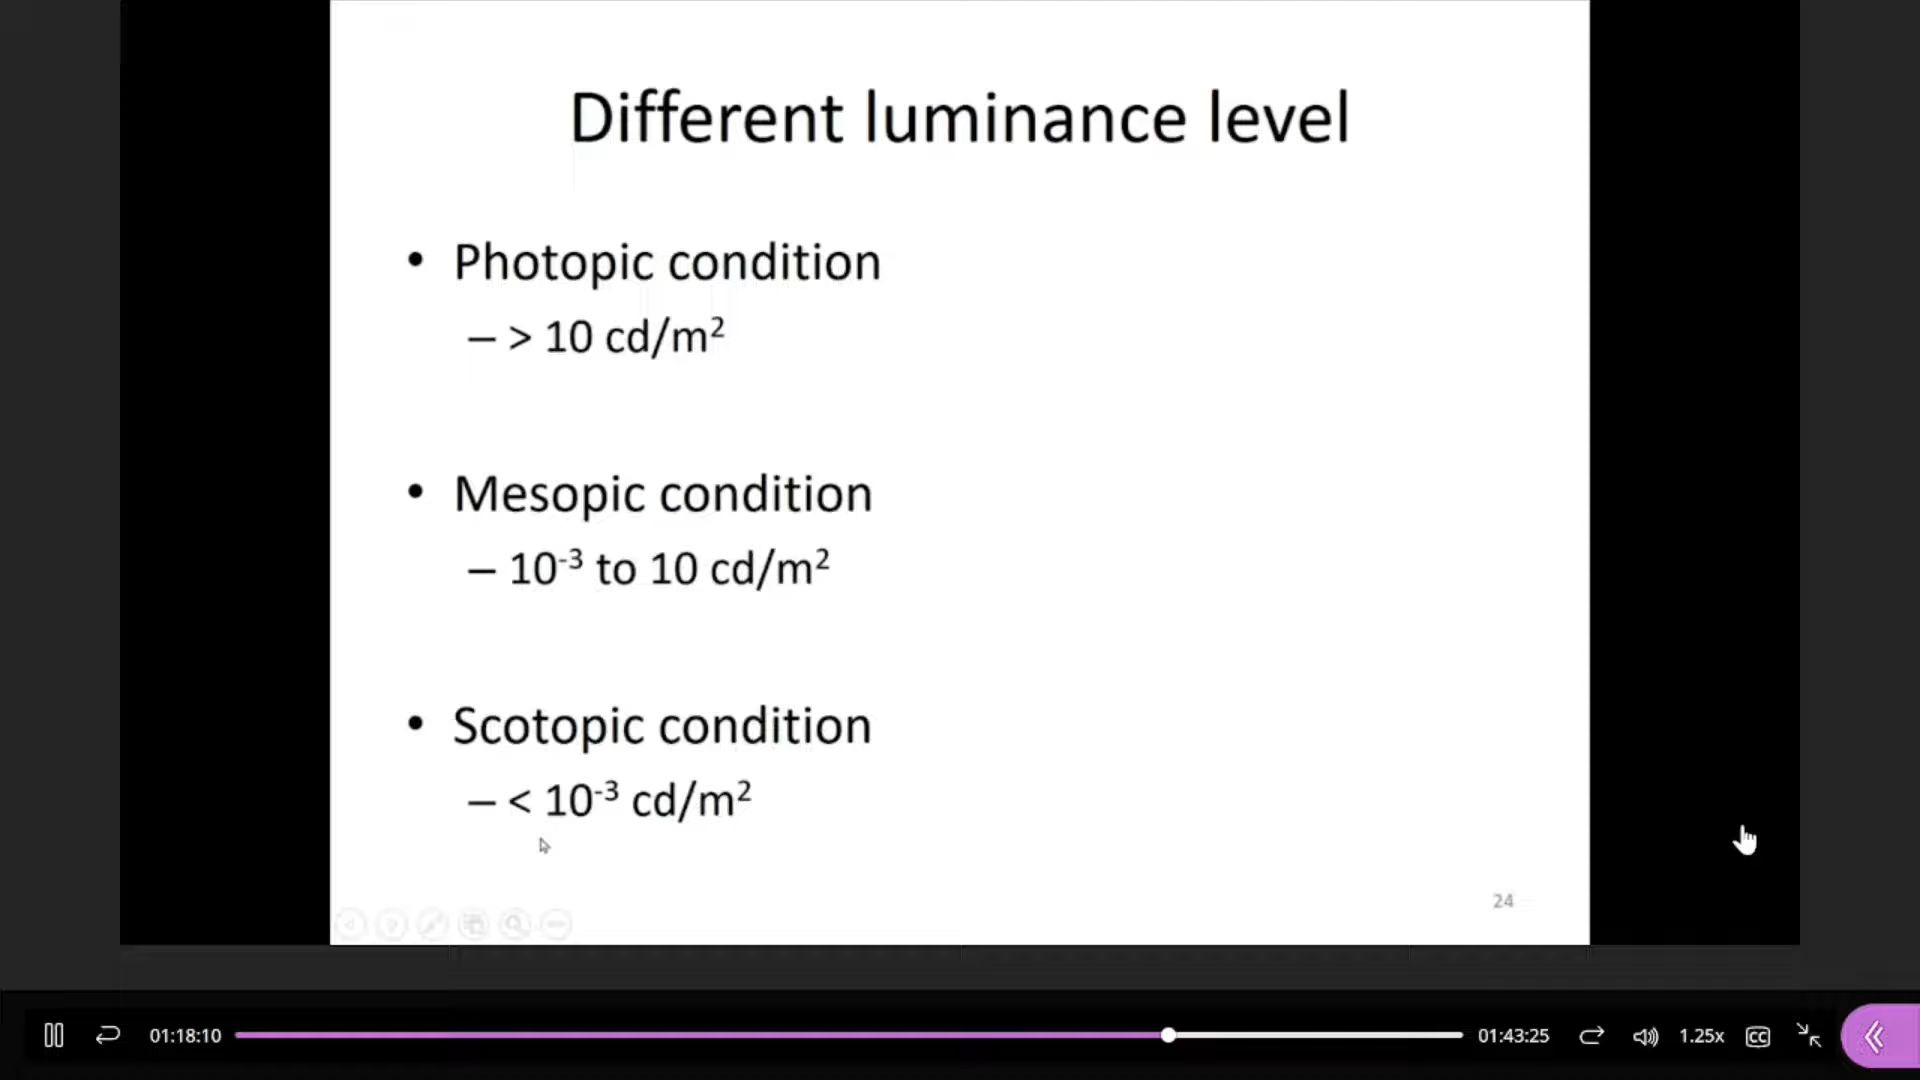 Different luminance level
• Photopic condition
– > 10 cd/m²
• Mesopic condition
– 10⁻³ to 10 cd/m²
• Scotopic condition
– < 10⁻³ cd/m²
24
01:18:10
01:43:25
1.25x
CC